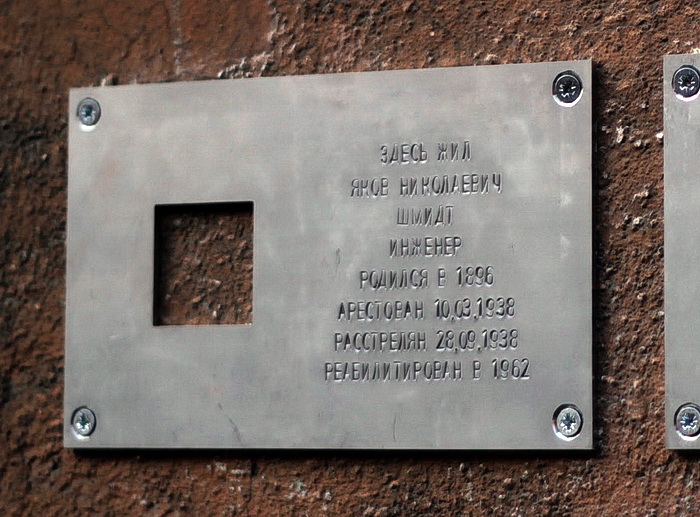 ЗДЕСЬ ЖИЛ
ЯКОВ НИКОЛАЕВИЧ
ШМИДТ
ИНЖЕНЕР
РОДИЛСЯ В 1896
АРЕСТОВАН 10.03.1938
РАССТРЕЛЯН 28.09.1938
РЕАБИЛИТИРОВАН В 1962